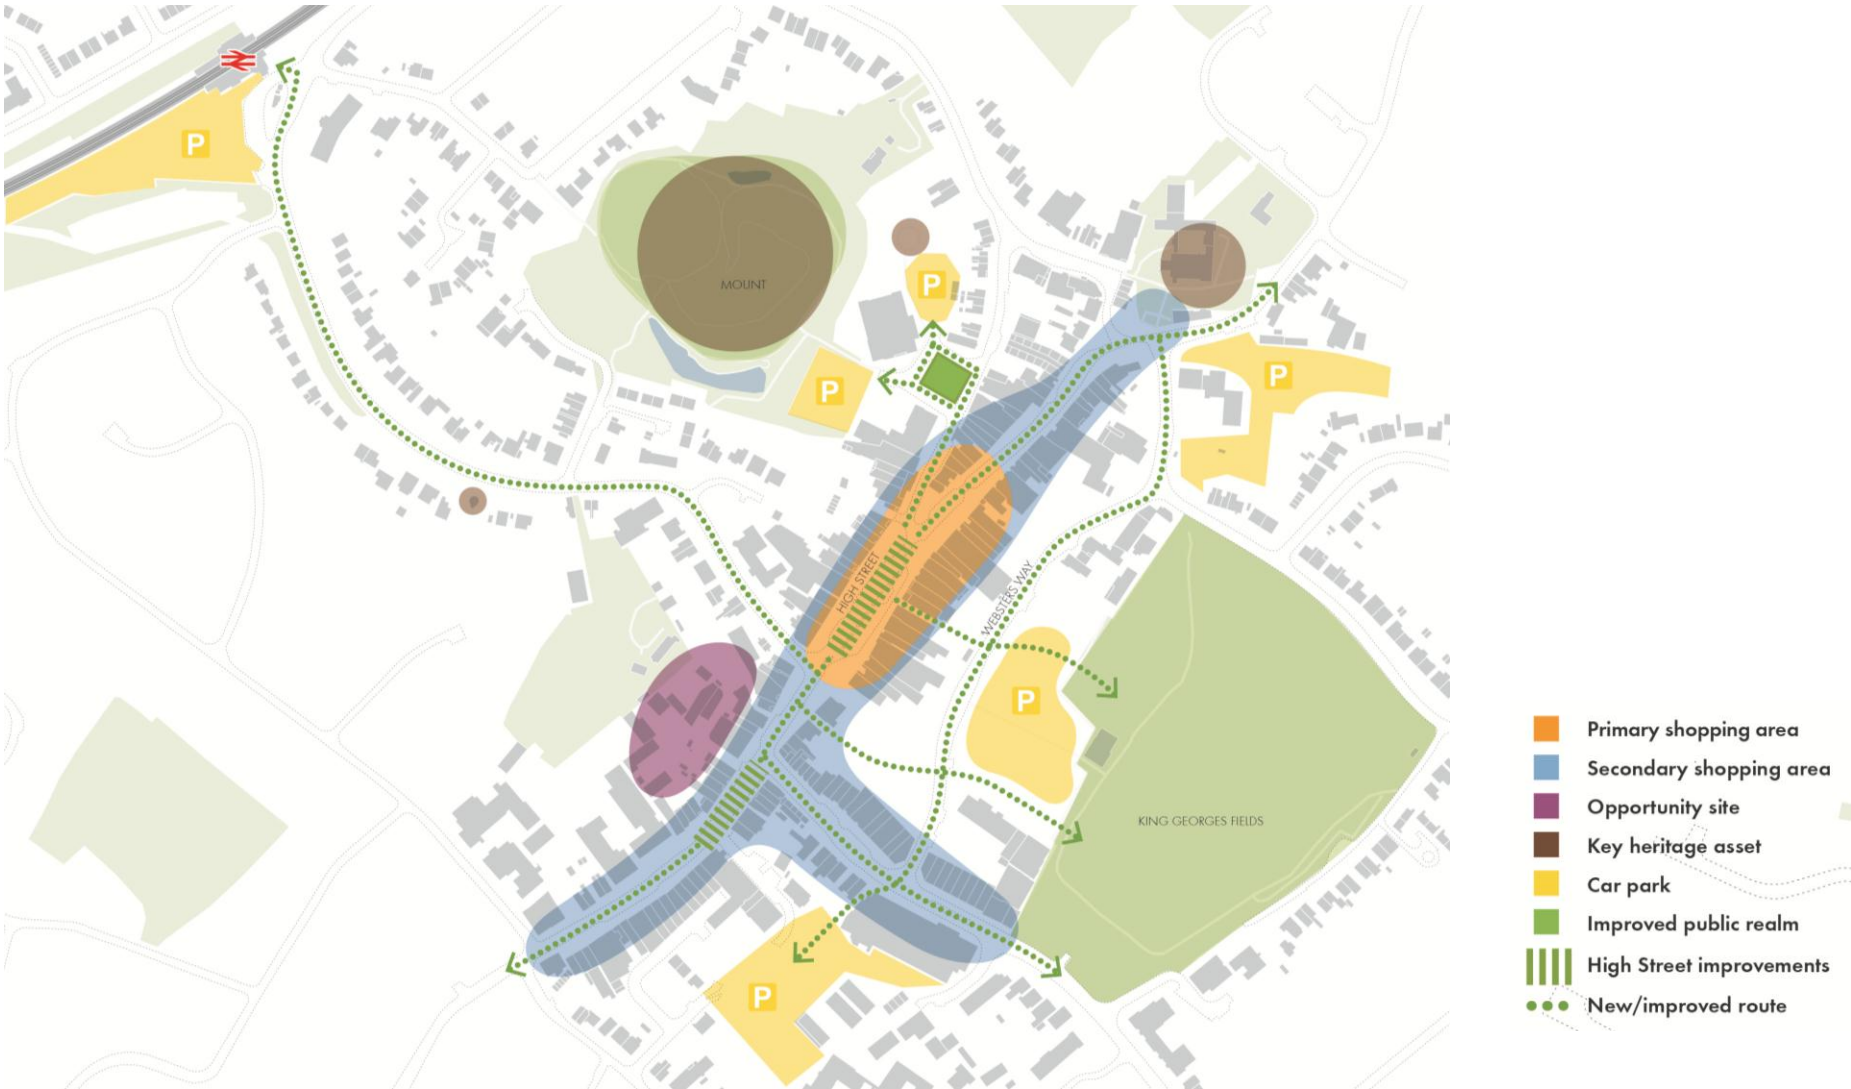 P
MOUNT
P
P
P
HIGH STREET
WEBSTERS WAY
P
KING GEORGES FIELDS
P
Primary shopping area
Secondary shopping area
Opportunity site
Key heritage asset
Car park
Improved public realm
High Street improvements
New/improved route